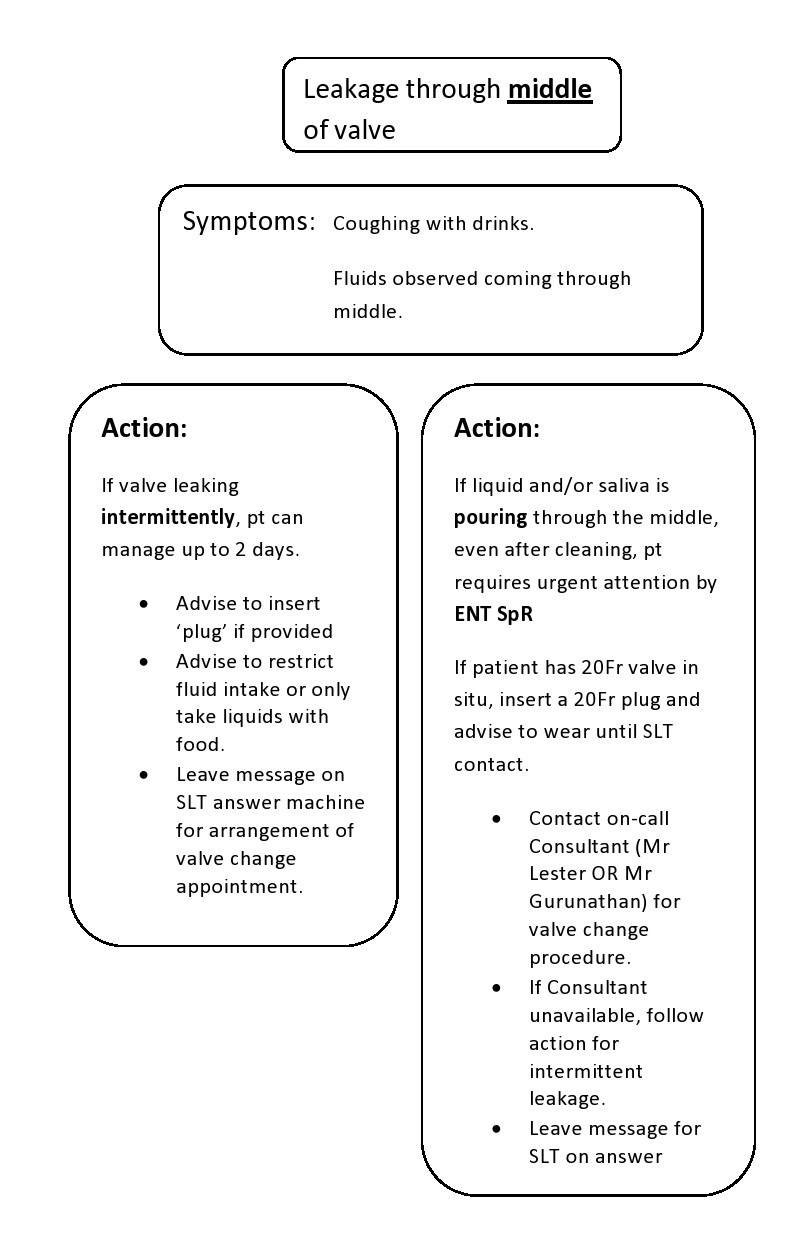 Leakage through middle
of valve
Symptoms: Coughing with drinks.
Fluids observed coming through
middle.
Action:
If valve leaking
intermittently, pt can
manage up to 2 days.
• Advise to insert
‘plug’ if provided
• Advise to restrict
fluid intake or only
take liquids with
food.
• Leave message on
SLT answer machine
for arrangement of
valve change
appointment.
Action:
If liquid and/or saliva is
pouring through the middle,
even after cleaning, pt
requires urgent attention by
ENT SpR
If patient has 20Fr valve in
situ, insert a 20Fr plug and
advise to wear until SLT
contact.
• Contact on-call
Consultant (Mr
Lester OR Mr
Gurunathan) for
valve change
procedure.
• If Consultant
unavailable, follow
action for
intermittent
leakage.
• Leave message for
SLT on answer